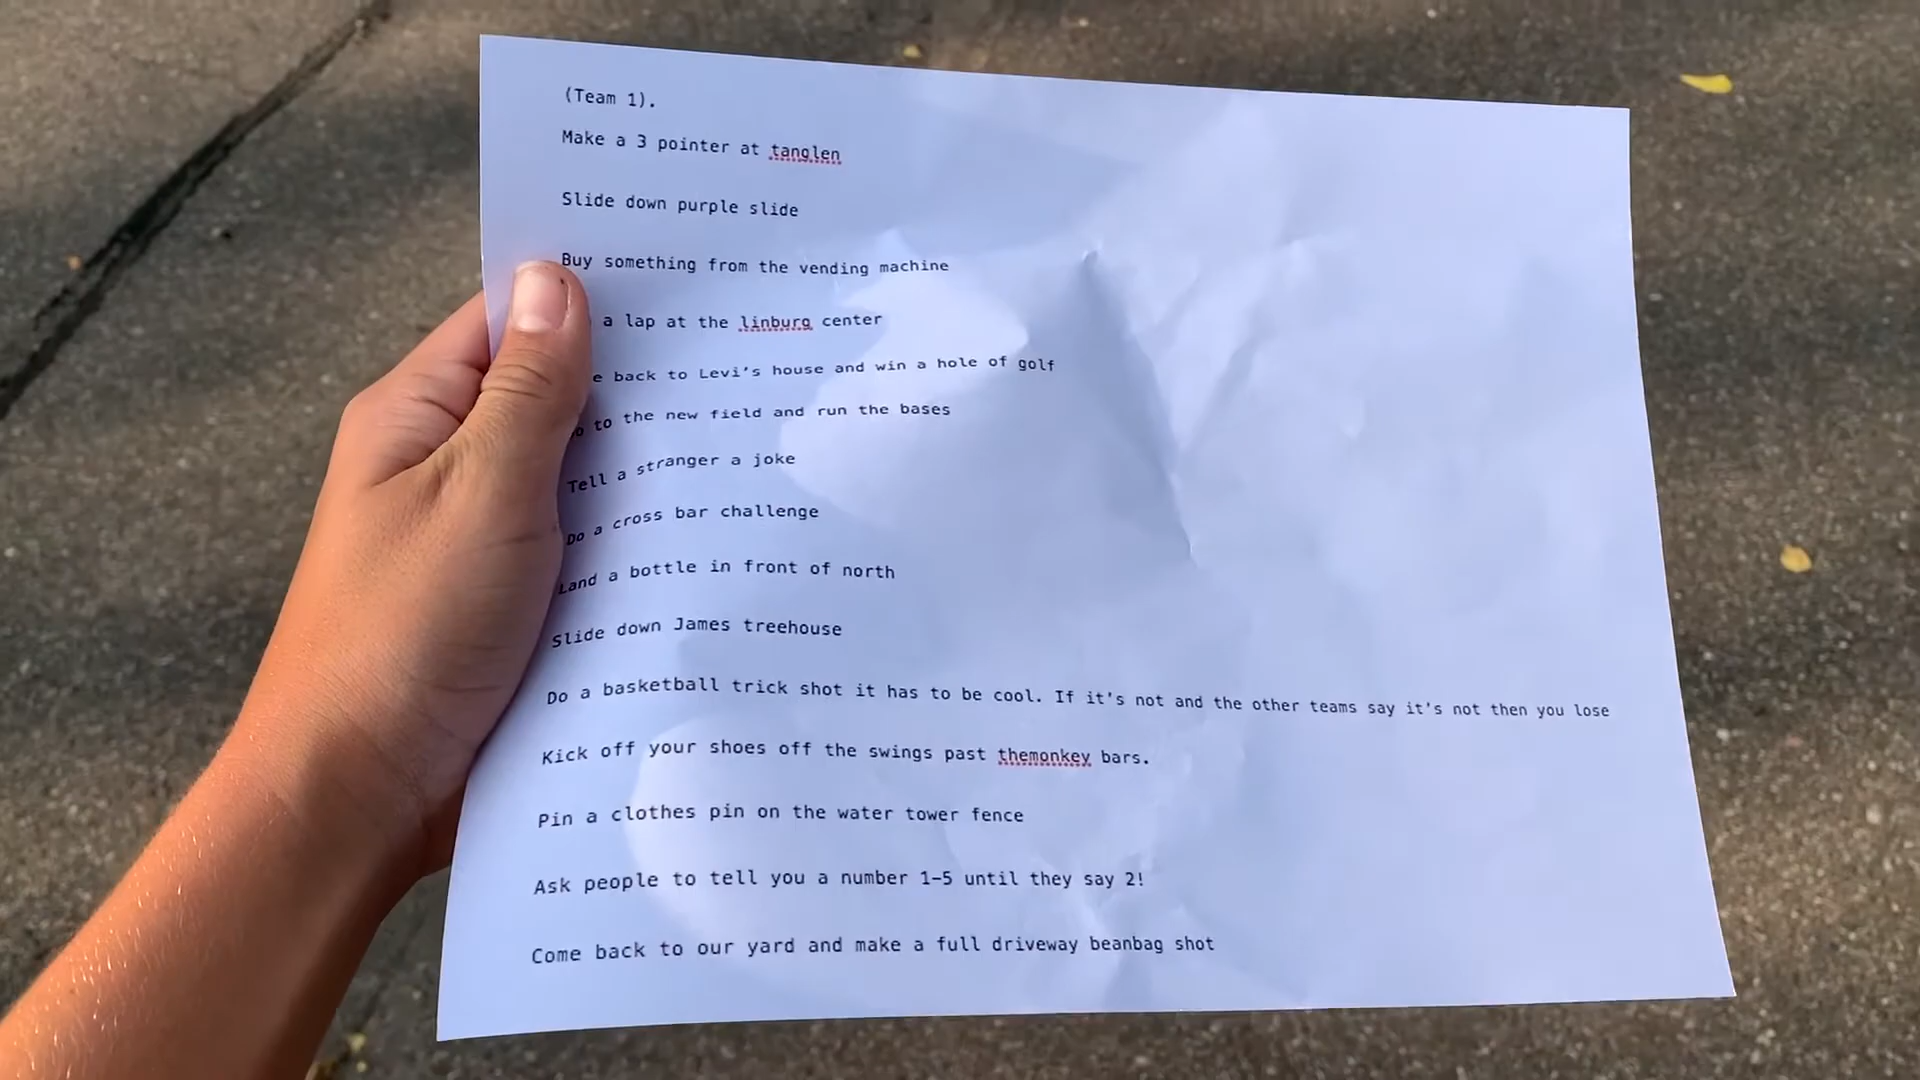 (Team 1).
Make a 3 pointer at tanglen
Slide down purple slide
Buy something from the vending machine
a lap at the linburg center
back to Levi's house and win a hole of golf
to the new field and run the bases
Tell a stranger a joke
Do a cross bar challenge
Land a bottle in front of north
Slide down James treehouse
Do a basketball trick shot it has to be cool. If it's not and the other teams say it's not then you lose
Kick off your shoes off the swings past themonkey bars.
Pin a clothes pin on the water tower fence
Ask people to tell you a number 1–5 until they say 2!
Come back to our yard and make a full driveway beanbag shot